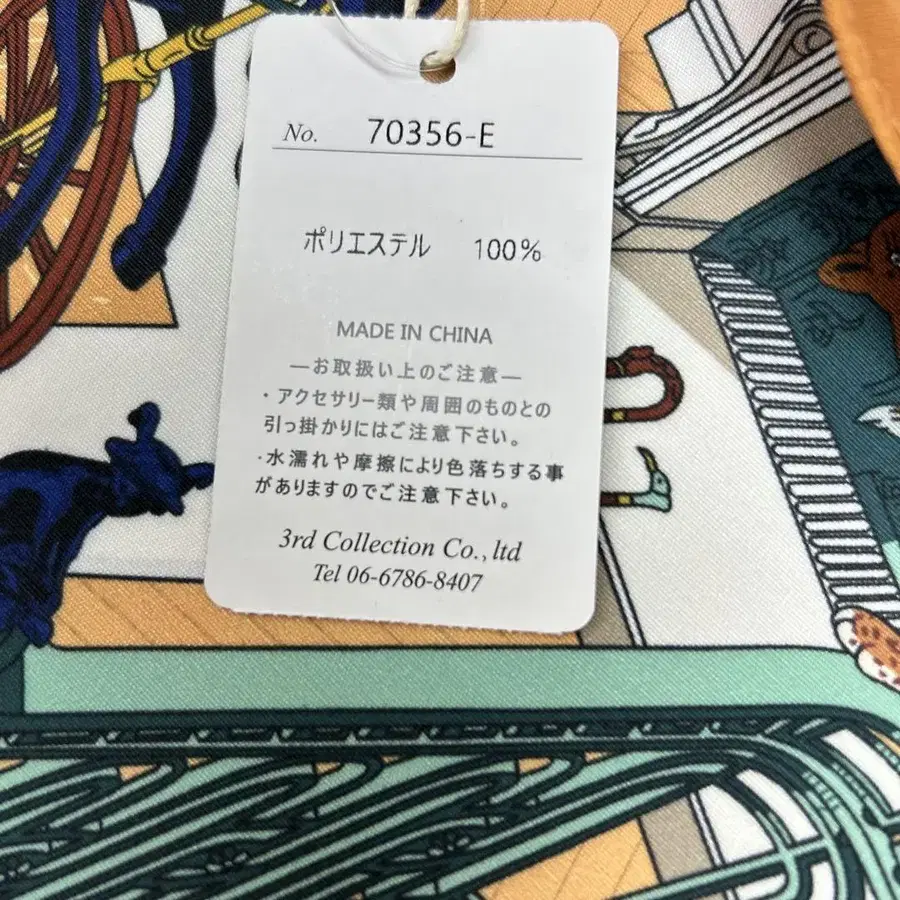 No. 70356-E
ポリエステル 100%
MADE IN CHINA
—お取扱い上のご注意—
・アクセサリー類や周囲のものとの
引っ掛かりにはご注意下さい。
・水濡れや摩擦により色落ちする事
がありますのでご注意下さい。
3rd Collection Co.,ltd
Tel 06-6786-8407